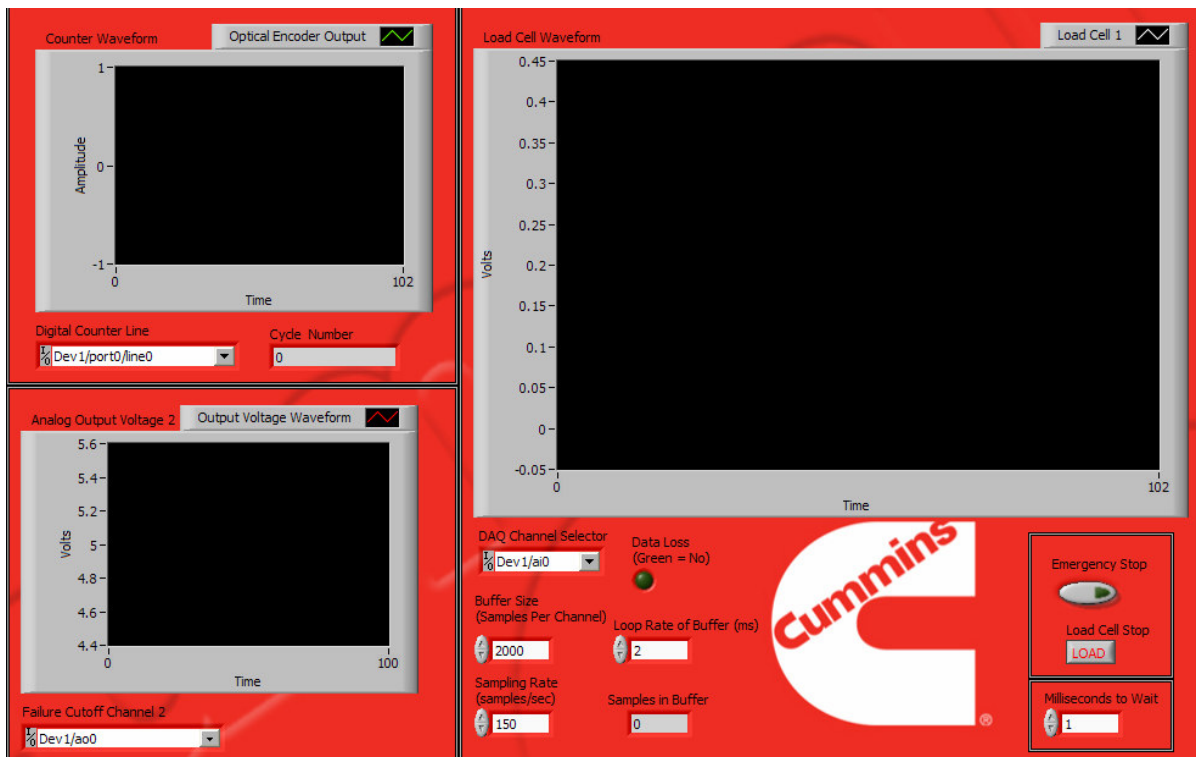 Counter Waveform
Optical Encoder Output
1
0
-1
Amplitude
0
102
Time
Digital Counter Line
Dev1/port0/line0
Cycle Number
0
Analog Output Voltage 2
Output Voltage Waveform
5.6
5.4
5.2
5
4.8
4.6
4.4
Volts
0
100
Time
Failure Cutoff Channel 2
Dev1/ao0
Load Cell Waveform
Load Cell 1
0.45
0.4
0.35
0.3
0.25
0.2
0.15
0.1
0.05
0
-0.05
Volts
0
102
Time
DAQ Channel Selector
Dev1/ai0
Data Loss
(Green = No)
Buffer Size
(Samples Per Channel)
2000
Loop Rate of Buffer (ms)
2
Sampling Rate
(samples/sec)
150
Samples in Buffer
0
Cummins
®
Emergency Stop
Load Cell Stop
LOAD
Milliseconds to Wait
1